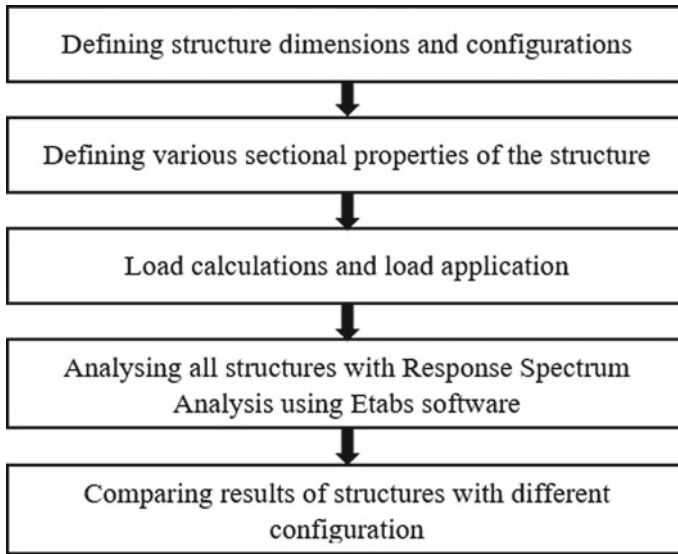 Defining structure dimensions and configurations
Defining various sectional properties of the structure
Load calculations and load application
Analysing all structures with Response Spectrum
Analysis using Etabs software
Comparing results of structures with different
configuration